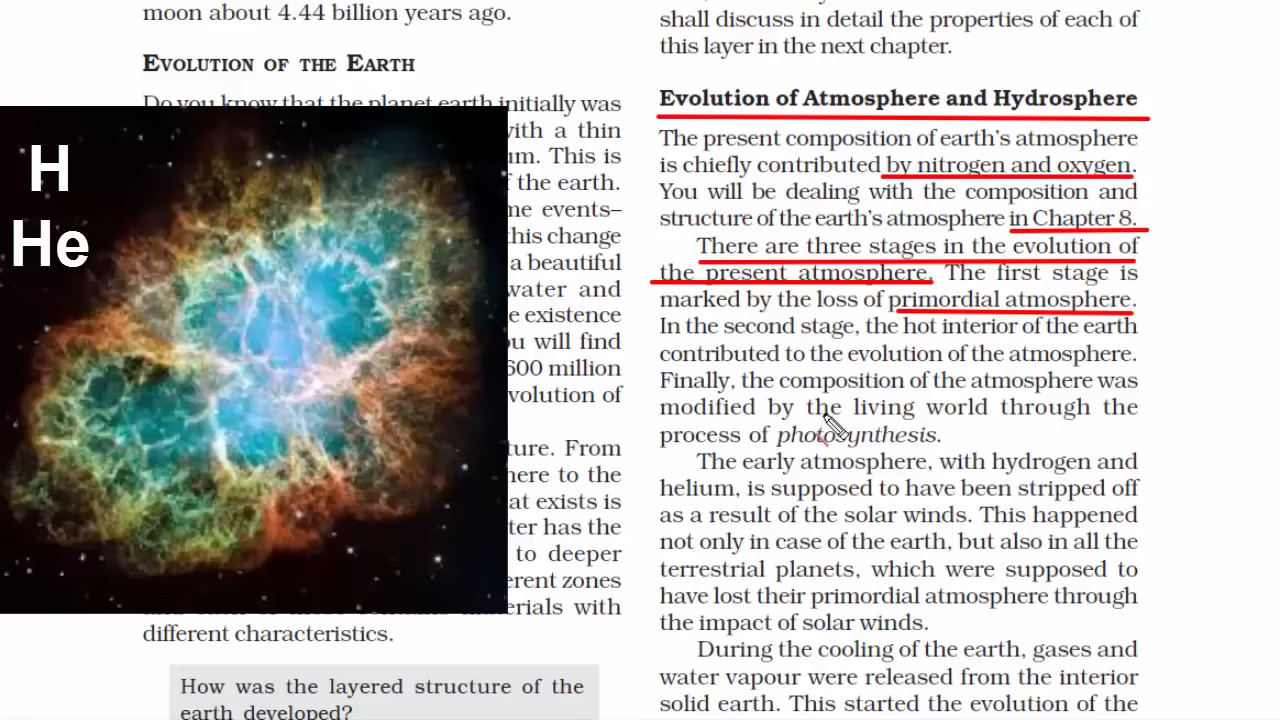 moon about 4.44 billion years ago.
EVOLUTION OF THE EARTH
Do you know that the planet earth initially was
with a thin
um. This is
f the earth.
me events–
this change
a beautiful
water and
e existence
ou will find
600 million
volution of
ture. From
here to the
at exists is
ter has the
to deeper
erent zones
materials with
different characteristics.
How was the layered structure of the
earth developed?
H
He
shall discuss in detail the properties of each of
this layer in the next chapter.
Evolution of Atmosphere and Hydrosphere
The present composition of earth's atmosphere
is chiefly contributed by nitrogen and oxygen.
You will be dealing with the composition and
structure of the earth's atmosphere in Chapter 8.
There are three stages in the evolution of
the present atmosphere. The first stage is
marked by the loss of primordial atmosphere.
In the second stage, the hot interior of the earth
contributed to the evolution of the atmosphere.
Finally, the composition of the atmosphere was
modified by the living world through the
process of photosynthesis.
The early atmosphere, with hydrogen and
helium, is supposed to have been stripped off
as a result of the solar winds. This happened
not only in case of the earth, but also in all the
terrestrial planets, which were supposed to
have lost their primordial atmosphere through
the impact of solar winds.
During the cooling of the earth, gases and
water vapour were released from the interior
solid earth. This started the evolution of the